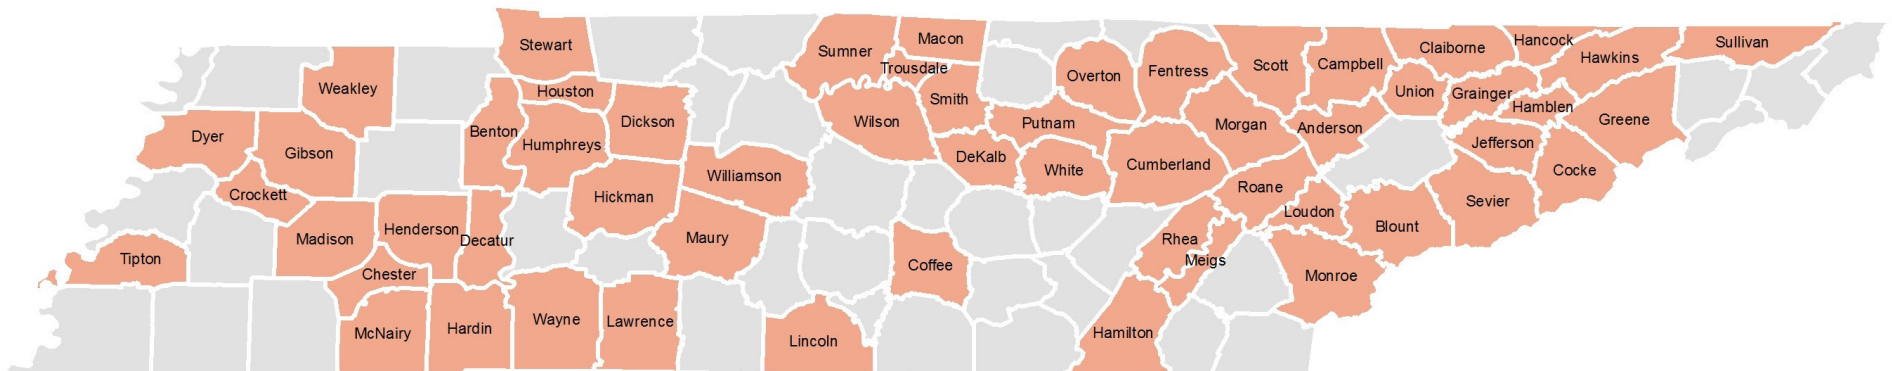 Stewart
Sumner
Macon
Trousdale
Weakley
Houston
Smith
Overton
Fentress
Scott
Campbell
Claiborne
Hancock
Hawkins
Sullivan
Union
Grainger
Hamblen
Greene
Dyer
Gibson
Benton
Humphreys
Dickson
Wilson
Putnam
Morgan
Anderson
Jefferson
Crockett
Hickman
Williamson
DeKalb
White
Cumberland
Roane
Loudon
Blount
Sevier
Cocke
Tipton
Madison
Henderson
Decatur
Chester
Maury
Coffee
Rhea
Meigs
Monroe
McNairy
Hardin
Wayne
Lawrence
Lincoln
Hamilton